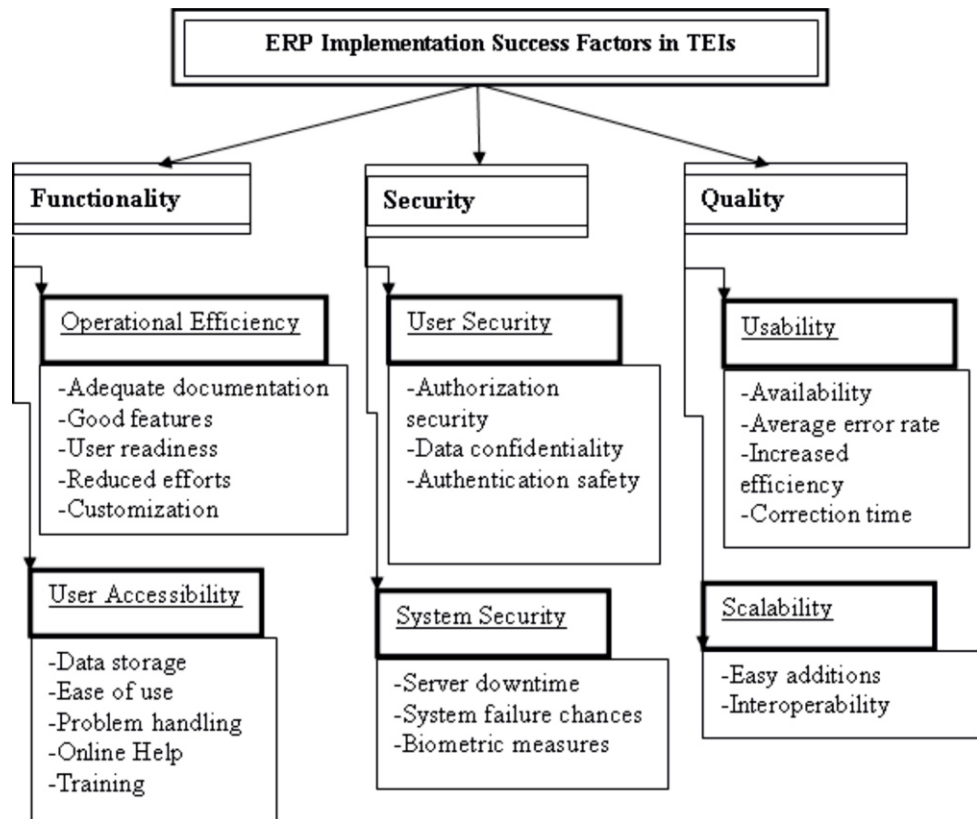 ERP Implementation Success Factors in TEIs
Functionality
Operational Efficiency
-Adequate documentation
-Good features
-User readiness
-Reduced efforts
-Customization
User Accessibility
-Data storage
-Ease of use
-Problem handling
-Online Help
-Training
Security
User Security
-Authorization
security
-Data confidentiality
-Authentication safety
System Security
-Server downtime
-System failure chances
-Biometric measures
Quality
Usability
-Availability
-Average error rate
-Increased
efficiency
-Correction time
Scalability
-Easy additions
-Interoperability